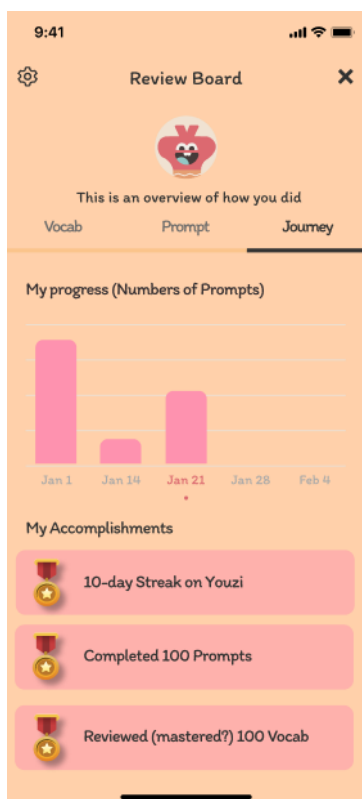 9:41
Review Board
This is an overview of how you did
Vocab Prompt Journey
My progress (Numbers of Prompts)
Jan 1 Jan 14 Jan 21 Jan 28 Feb 4
My Accomplishments
10-day Streak on Youzi
Completed 100 Prompts
Reviewed (mastered?) 100 Vocab